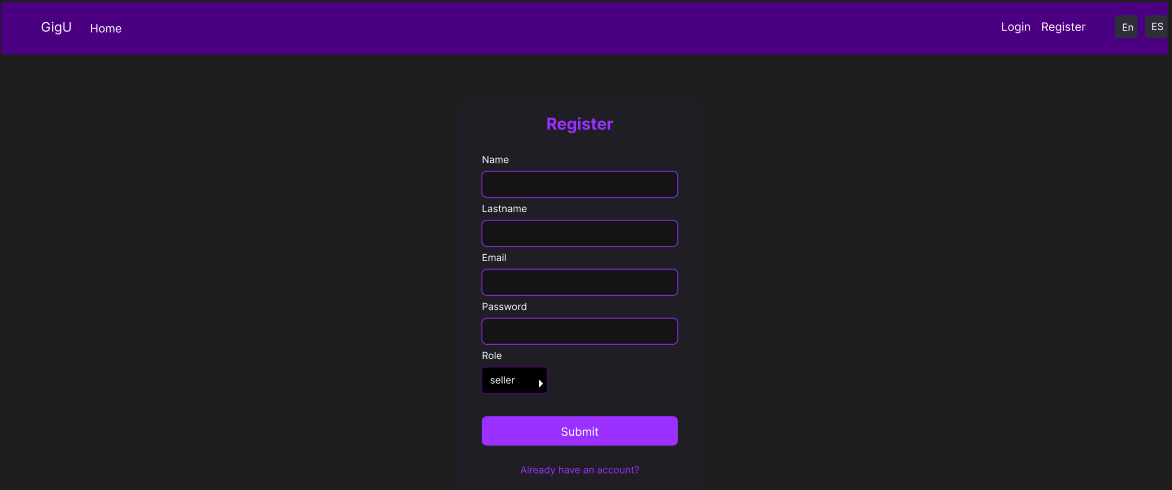 GigU Home Login Register En ES
Register
Name
Lastname
Email
Password
Role
seller
Submit
Already have an account?